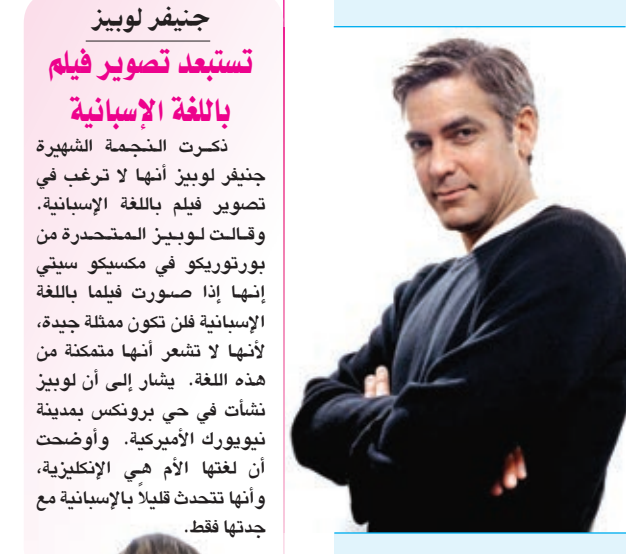 جنيفر لوبيز
تستبعد تصوير فيلم
باللغة الإسبانية
ذكرت النجمة الشهيرة
جنيفر لوبيز أنها لا ترغب في
تصوير فيلم باللغة الإسبانية.
وقالت لوبيز المتحدرة من
بورتوريكو في مكسيكو سيتي
إنها إذا صورت فيلما باللغة
الإسبانية فلن تكون ممثلة جيدة،
لأنها لا تشعر أنها متمكنة من
هذه اللغة. يشار إلى أن لوبيز
نشأت في حي برونكس بمدينة
نيويورك الأميركية. وأوضحت
أن لغتها الأم هي الإنكليزية،
وأنها تتحدث قليلاً بالإسبانية مع
جدتها فقط.